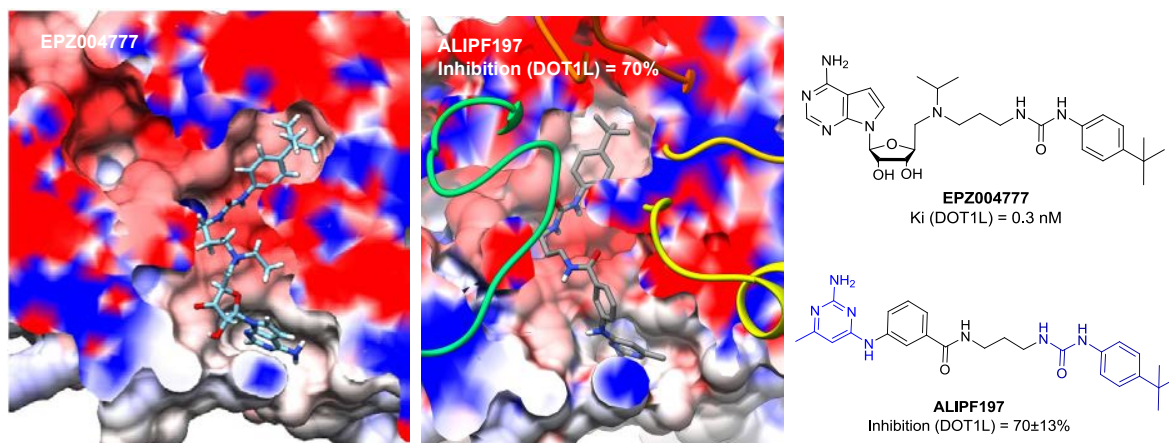 EPZ004777
ALIPF197
Inhibition (DOT1L) = 70%
NH₂
N
N
N
O
OH
OH
N
H
N
H
N
O
EPZ004777
Ki (DOT1L) = 0.3 nM
NH₂
N
N
N
H
O
H
N
H
N
H
N
O
ALIPF197
Inhibition (DOT1L) = 70±13%